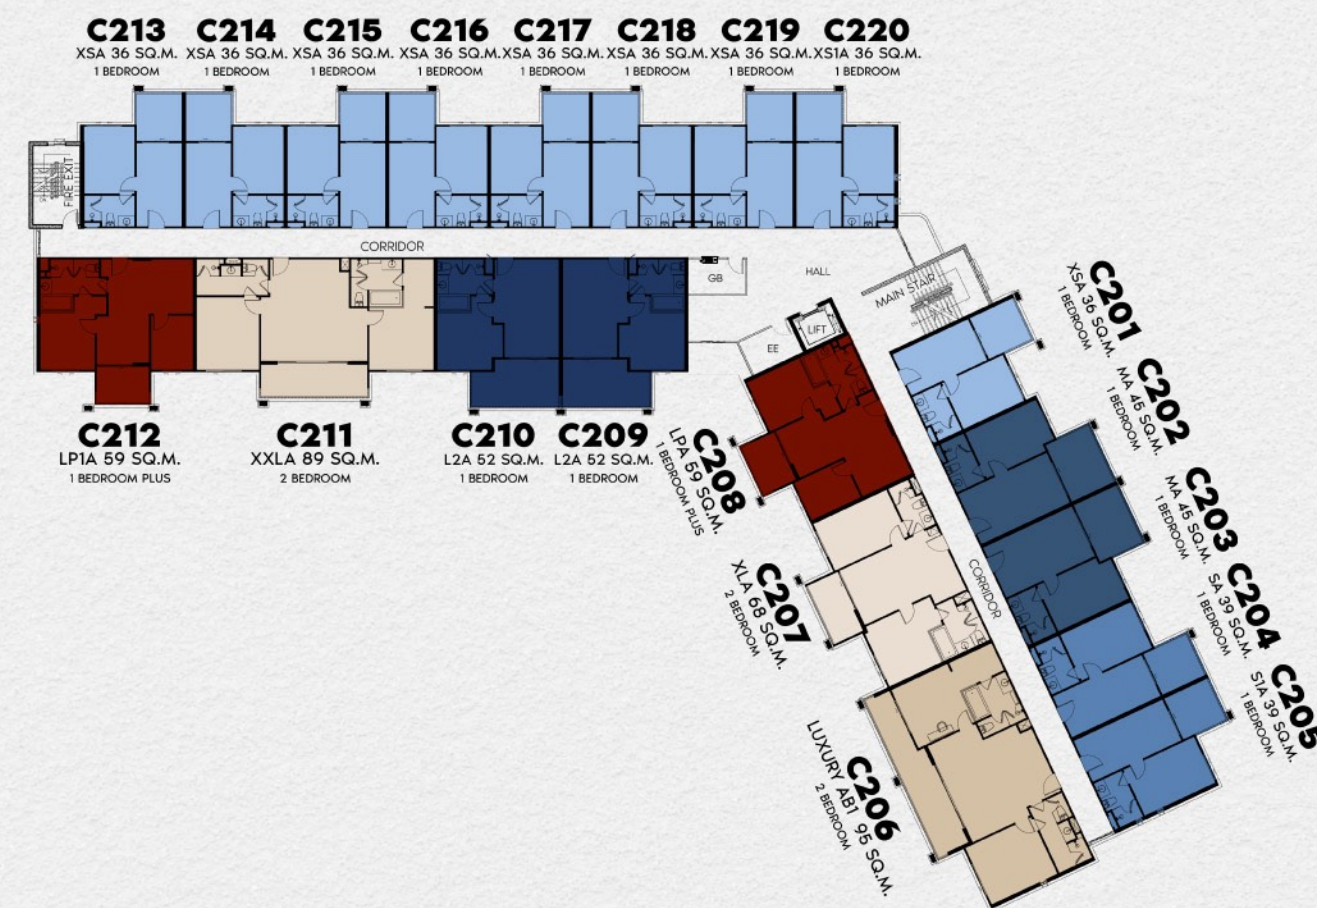 C213 C214 C215 C216 C217 C218 C219 C220
XSA 36 SQ.M. XSA 36 SQ.M. XSA 36 SQ.M. XSA 36 SQ.M. XSA 36 SQ.M. XSA 36 SQ.M. XSA 36 SQ.M. XS1A 36 SQ.M.
1 BEDROOM 1 BEDROOM 1 BEDROOM 1 BEDROOM 1 BEDROOM 1 BEDROOM 1 BEDROOM 1 BEDROOM
FIRE EXIT
CORRIDOR
GB
HALL
MAIN STAIR
LIFT
EE
C212
LP1A 59 SQ.M.
1 BEDROOM PLUS
C211
XXLA 89 SQ.M.
2 BEDROOM
C210
L2A 52 SQ.M.
1 BEDROOM
C209
L2A 52 SQ.M.
1 BEDROOM
C208
LPA 59 SQ.M.
1 BEDROOM PLUS
C207
XLA 68 SQ.M.
2 BEDROOM
C206
LUXURY AB1 95 SQ.M.
2 BEDROOM
CORRIDOR
C201
XSA 36 SQ.M.
1 BEDROOM
C202
MA 45 SQ.M.
1 BEDROOM
C203
MA 45 SQ.M.
1 BEDROOM
C204
SA 39 SQ.M.
1 BEDROOM
C205
S1A 39 SQ.M.
1 BEDROOM